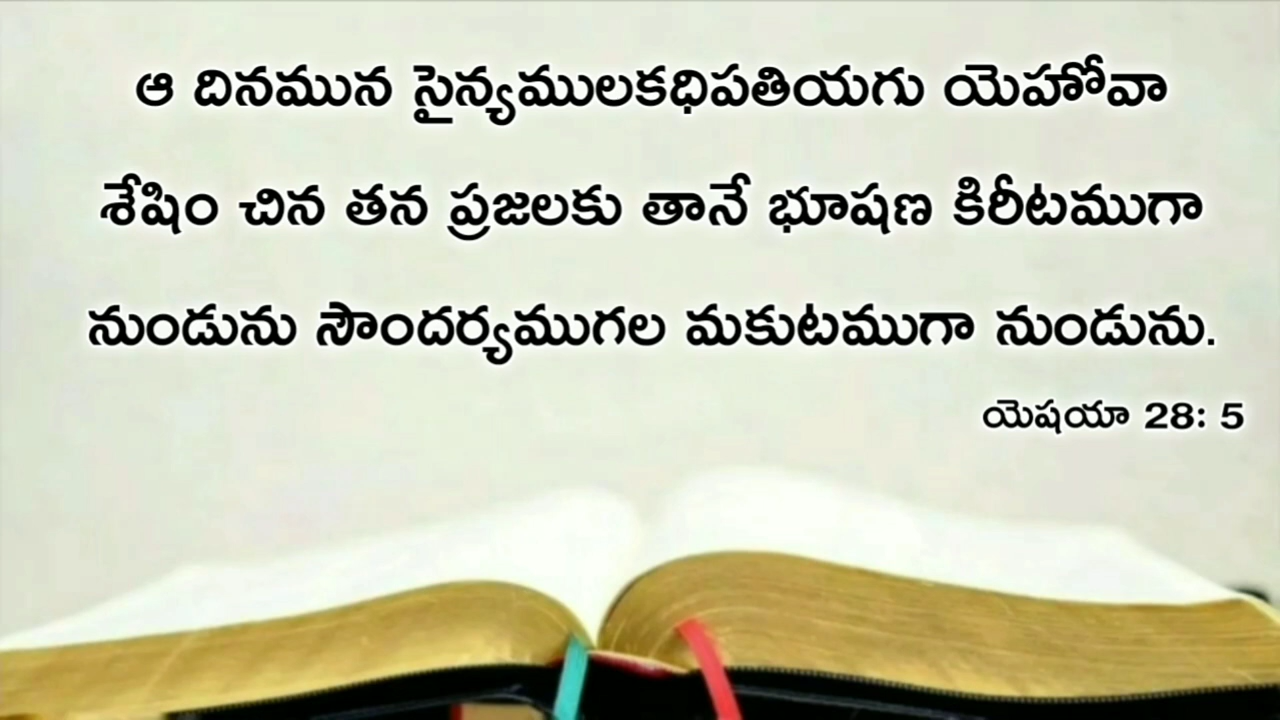 ఆ దినమున సైన్యములకధిపతియగు యెహోవా
శేషిం చిన తన ప్రజలకు తానే భూషణ కిరీటముగా
నుండును సౌందర్యముగల మకుటముగా నుండును.
యెషయా 28: 5